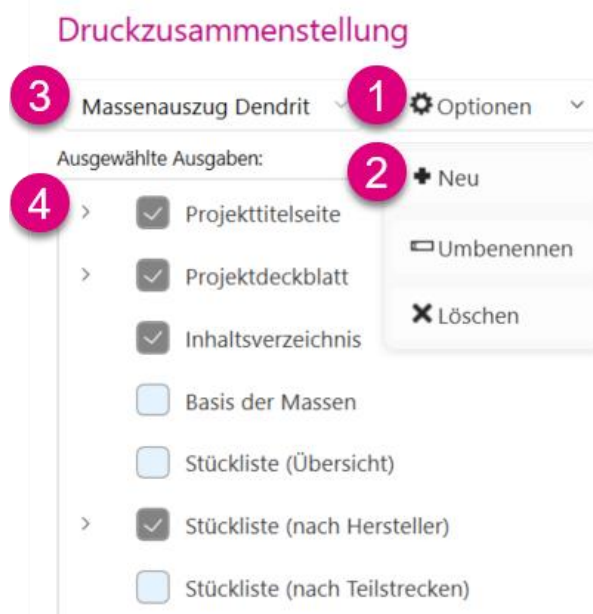 Druckzusammenstellung
3 Massenauszug Dendrit 1 Optionen
Ausgewählte Ausgaben:
2 Neu
4 Projekttitelseite
Umbenennen
Projektdeckblatt
Löschen
Inhaltsverzeichnis
Basis der Massen
Stückliste (Übersicht)
Stückliste (nach Hersteller)
Stückliste (nach Teilstrecken)